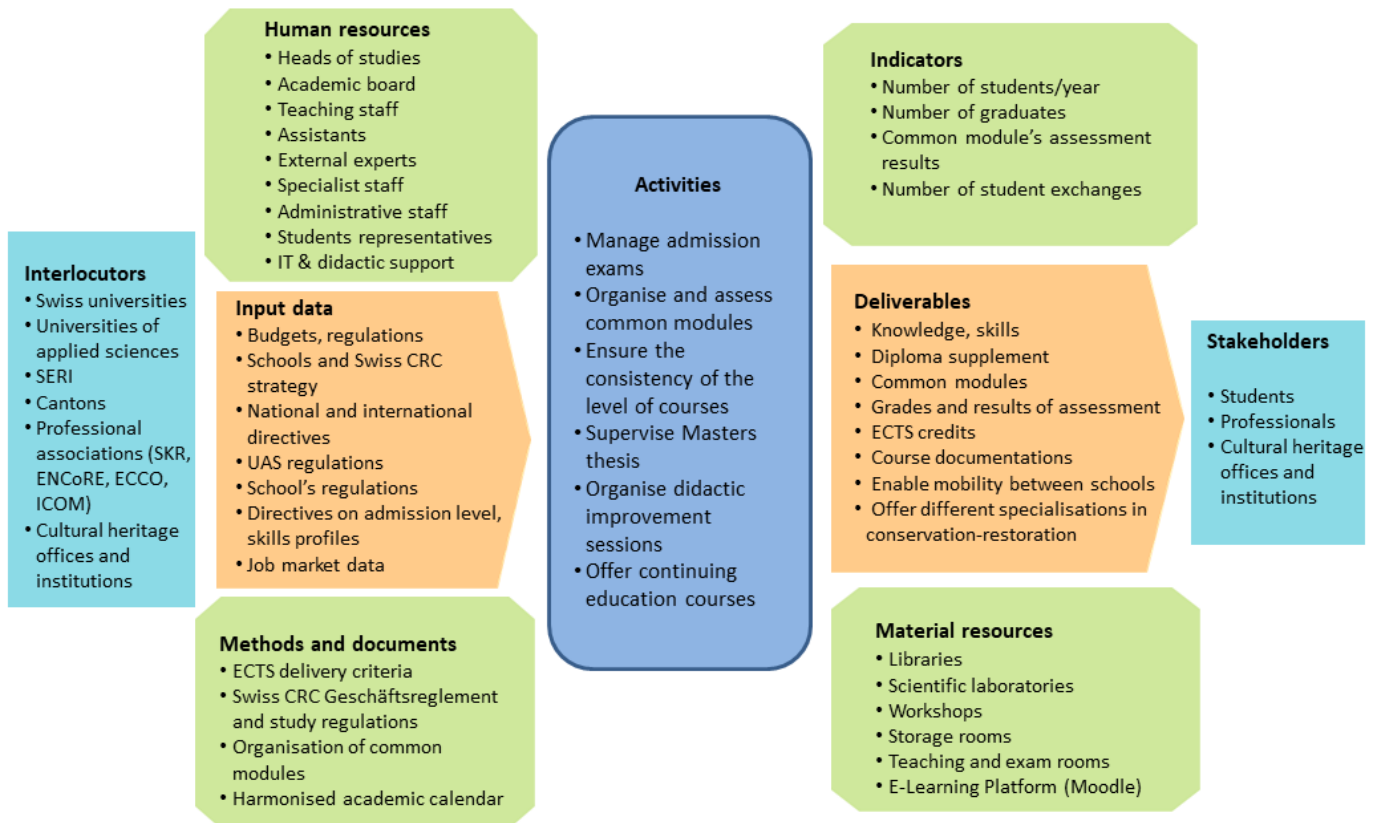 Human resources
• Heads of studies
• Academic board
• Teaching staff
• Assistants
• External experts
• Specialist staff
• Administrative staff
• Students representatives
• IT & didactic support
Indicators
• Number of students/year
• Number of graduates
• Common module's assessment
results
• Number of student exchanges
Interlocutors
• Swiss universities
• Universities of
applied sciences
• SERI
• Cantons
• Professional
associations (SKR,
ENCoRE, ECCO,
ICOM)
• Cultural heritage
offices and
institutions
Input data
• Budgets, regulations
• Schools and Swiss CRC
strategy
• National and international
directives
• UAS regulations
• School's regulations
• Directives on admission level,
skills profiles
• Job market data
Activities
• Manage admission
exams
• Organise and assess
common modules
• Ensure the
consistency of the
level of courses
• Supervise Masters
thesis
• Organise didactic
improvement
sessions
• Offer continuing
education courses
Deliverables
• Knowledge, skills
• Diploma supplement
• Common modules
• Grades and results of assessment
• ECTS credits
• Course documentations
• Enable mobility between schools
• Offer different specialisations in
conservation-restoration
Stakeholders
• Students
• Professionals
• Cultural heritage
offices and
institutions
Methods and documents
• ECTS delivery criteria
• Swiss CRC Geschäftsreglement
and study regulations
• Organisation of common
modules
• Harmonised academic calendar
Material resources
• Libraries
• Scientific laboratories
• Workshops
• Storage rooms
• Teaching and exam rooms
• E-Learning Platform (Moodle)